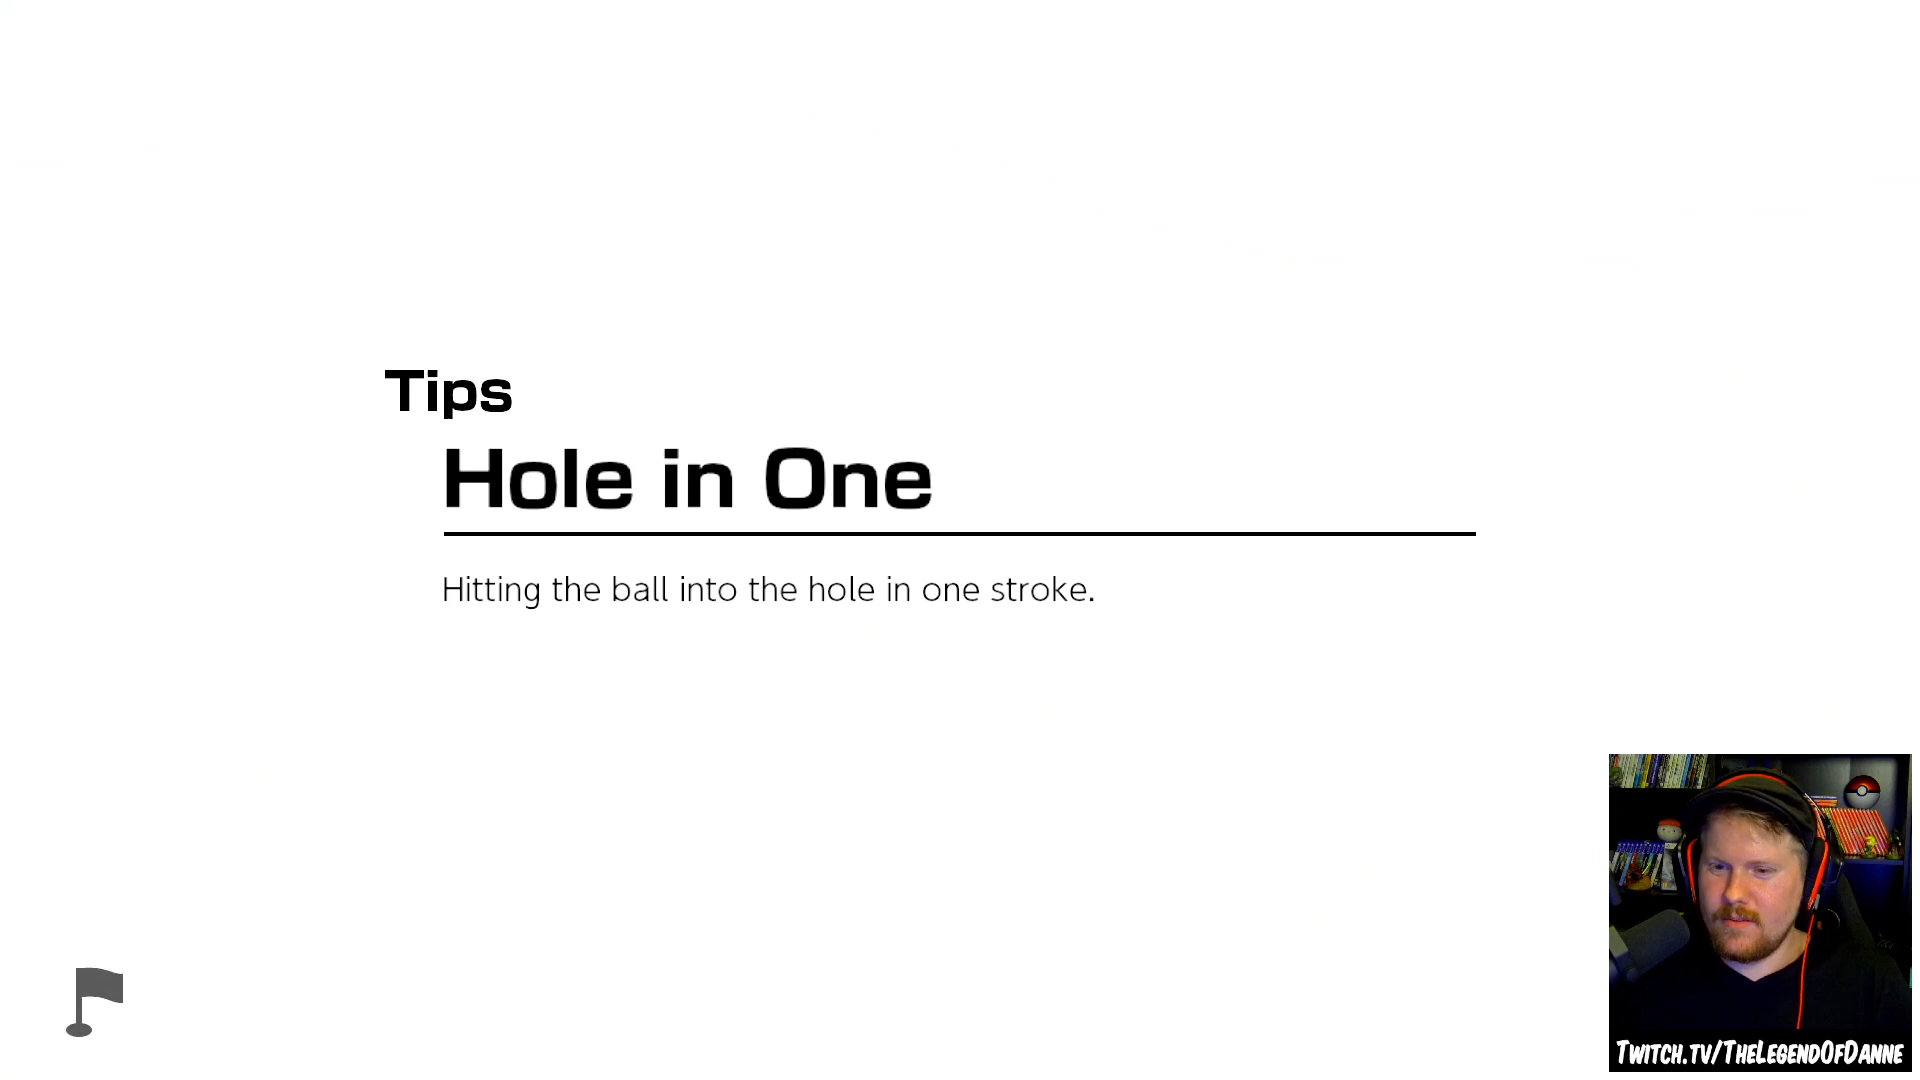 Tips
Hole in One
Hitting the ball into the hole in one stroke.
Twitch.tv/TheLegendOfDanne